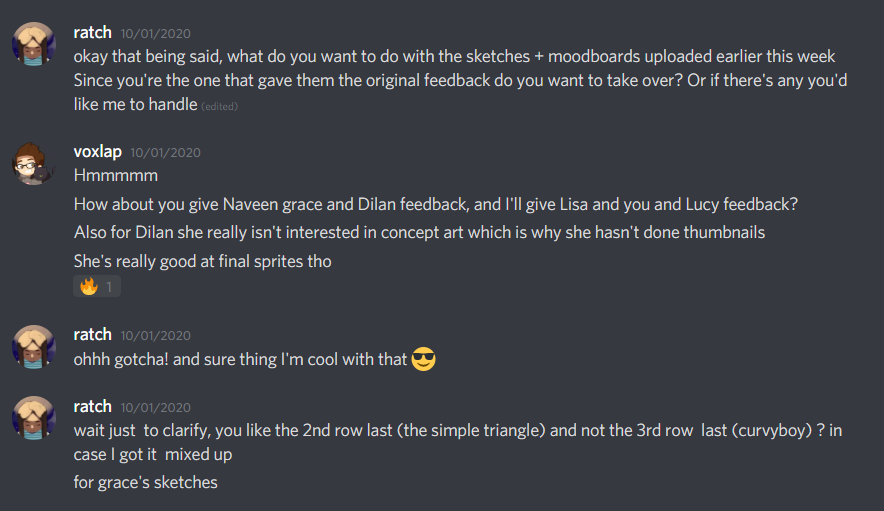 ratch 10/01/2020
okay that being said, what do you want to do with the sketches + moodboards uploaded earlier this week
Since you're the one that gave them the original feedback do you want to take over? Or if there's any you'd
like me to handle (edited)
voxlap 10/01/2020
Hmmmmm
How about you give Naveen grace and Dilan feedback, and I'll give Lisa and you and Lucy feedback?
Also for Dilan she really isn't interested in concept art which is why she hasn't done thumbnails
She's really good at final sprites tho
🔥 1
ratch 10/01/2020
ohhh gotcha! and sure thing I'm cool with that 😎
ratch 10/01/2020
wait just to clarify, you like the 2nd row last (the simple triangle) and not the 3rd row last (curvyboy) ? in
case I got it mixed up
for grace's sketches